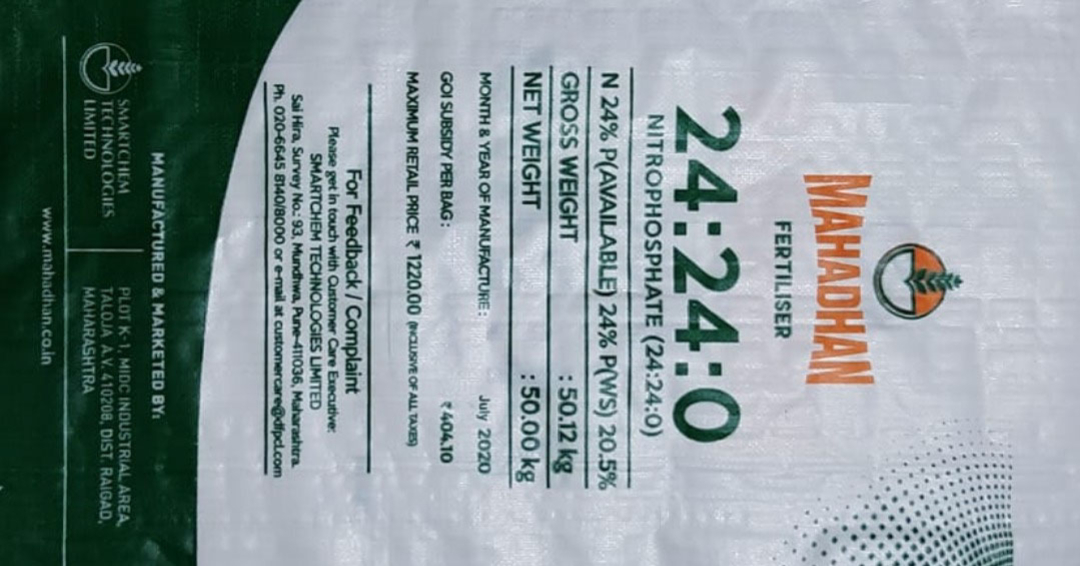 MAHADHAN
FERTILISER
24:24:0
NITROPHOSPHATE (24:24:0)
N 24% P(AVAILABLE) 24% P(WS) 20.5%
GROSS WEIGHT : 50.12 kg
NET WEIGHT : 50.00 kg
MONTH & YEAR OF MANUFACTURE : July 2020
GOI SUBSIDY PER BAG : ₹ 404.10
MAXIMUM RETAIL PRICE ₹ 1220.00 (INCLUSIVE OF ALL TAXES)
For Feedback / Complaint
Please get in touch with Customer Care Executive:
SMARTCHEM TECHNOLOGIES LIMITED
Sai Hira, Survey No.: 93, Mundhwa, Pune-411036, Maharashtra.
Ph. 020-6645 8140/8000 or e-mail at customercare@dfpcl.com
MANUFACTURED & MARKETED BY:
SMARTCHEM
TECHNOLOGIES
LIMITED
PLOT K-1, MIDC INDUSTRIAL AREA,
TALOJA A.V. 410208, DIST. RAIGAD,
MAHARASHTRA
www.mahadhan.co.in